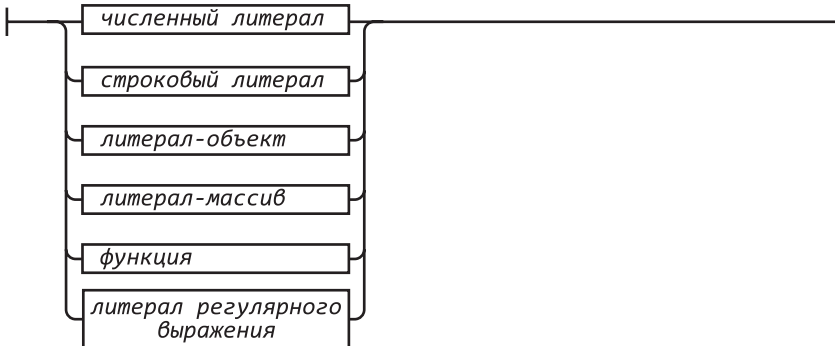 численный литерал
строковый литерал
литерал-объект
литерал-массив
функция
литерал регулярного
выражения